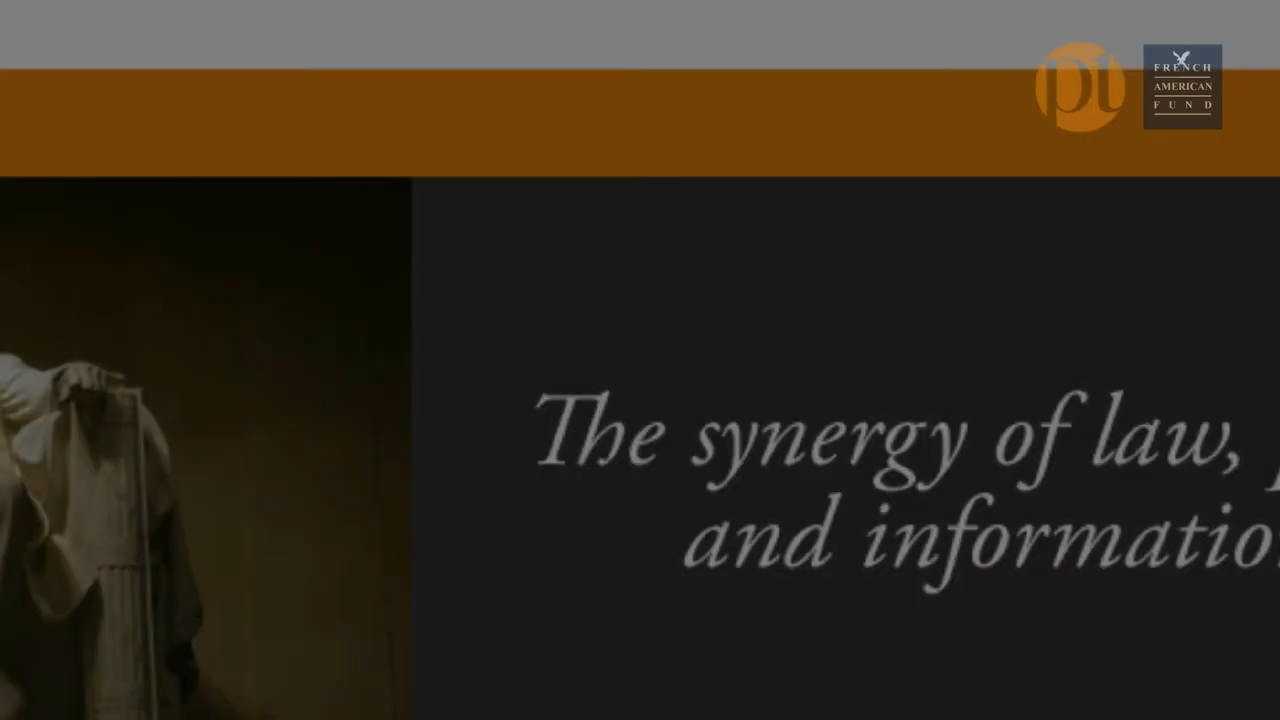 pt
FRENCH
AMERICAN
FUND
The synergy of law,
and informatio